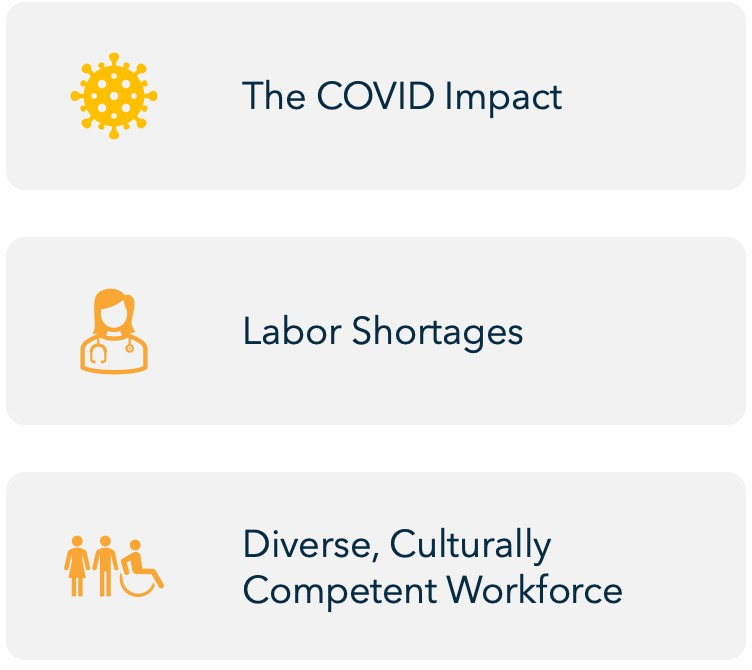 The COVID Impact
Labor Shortages
Diverse, Culturally
Competent Workforce